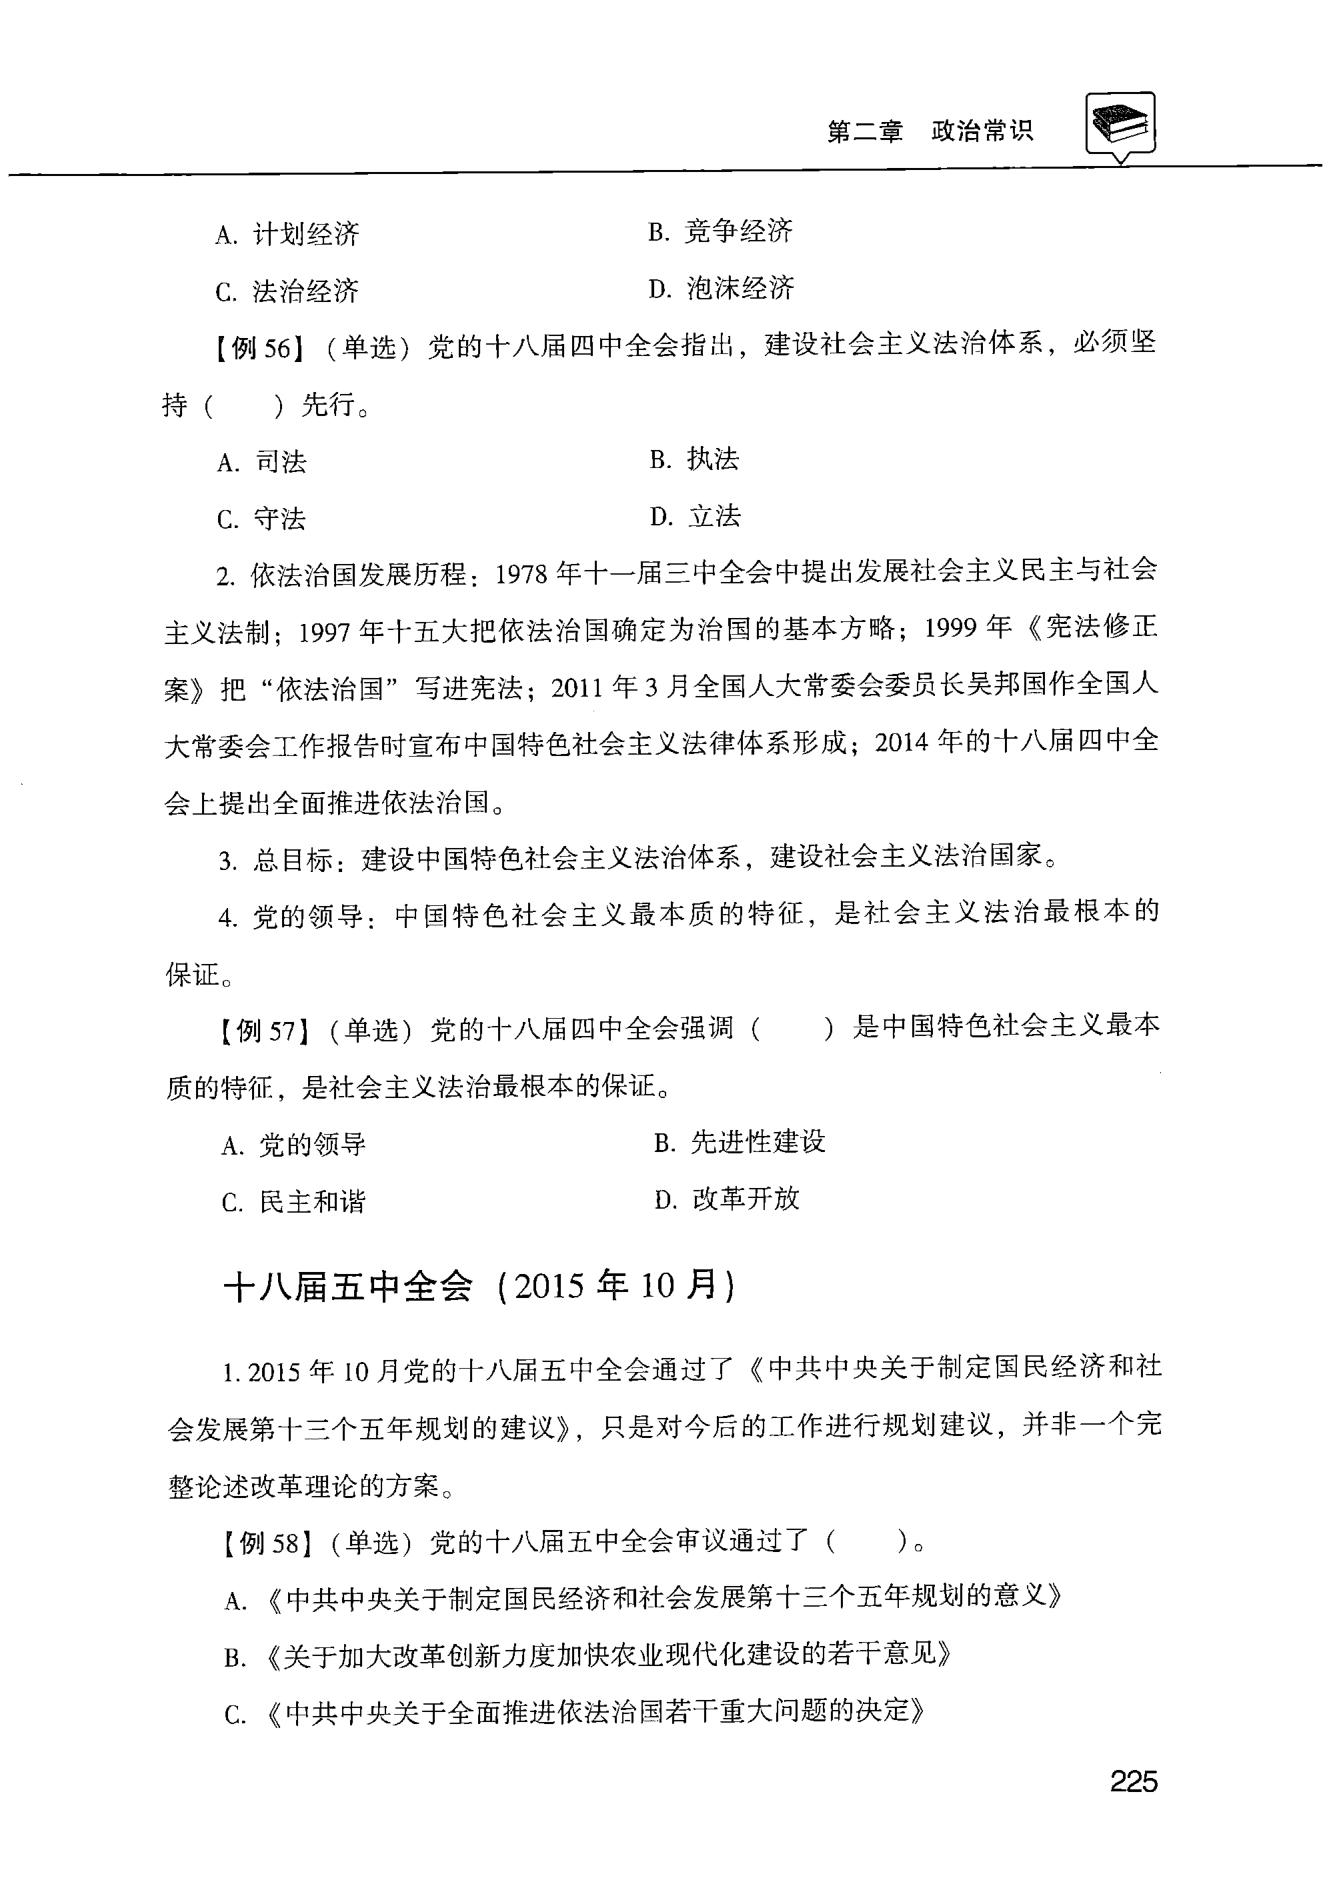 第二章 政治常识
A. 计划经济 B. 竞争经济
C. 法治经济 D. 泡沫经济
【例 56】(单选) 党的十八届四中全会指出，建设社会主义法治体系，必须坚
持（ ）先行。
A. 司法 B. 执法
C. 守法 D. 立法
2. 依法治国发展历程：1978 年十一届三中全会中提出发展社会主义民主与社会
主义法制；1997 年十五大把依法治国确定为治国的基本方略；1999 年《宪法修正
案》把“依法治国”写进宪法；2011 年 3 月全国人大常委会委员长吴邦国作全国人
大常委会工作报告时宣布中国特色社会主义法律体系形成；2014 年的十八届四中全
会上提出全面推进依法治国。
3. 总目标：建设中国特色社会主义法治体系，建设社会主义法治国家。
4. 党的领导：中国特色社会主义最本质的特征，是社会主义法治最根本的
保证。
【例 57】(单选) 党的十八届四中全会强调（ ）是中国特色社会主义最本
质的特征，是社会主义法治最根本的保证。
A. 党的领导 B. 先进性建设
C. 民主和谐 D. 改革开放
十八届五中全会 (2015 年 10 月)
1. 2015 年 10 月党的十八届五中全会通过了《中共中央关于制定国民经济和社
会发展第十三个五年规划的建议》，只是对今后的工作进行规划建议，并非一个完
整论述改革理论的方案。
【例 58】(单选) 党的十八届五中全会审议通过了（ ）。
A. 《中共中央关于制定国民经济和社会发展第十三个五年规划的意义》
B. 《关于加大改革创新力度加快农业现代化建设的若干意见》
C. 《中共中央关于全面推进依法治国若干重大问题的决定》
225